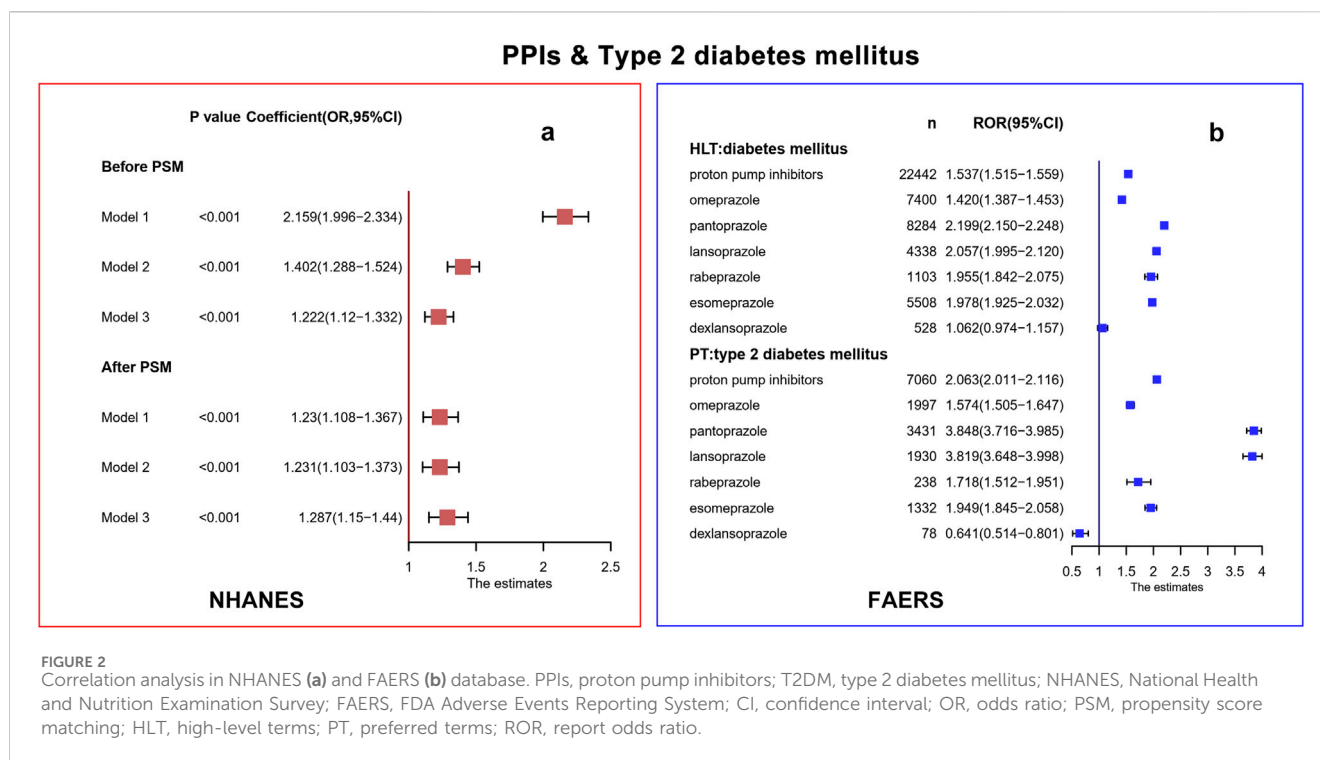 PPIs & Type 2 diabetes mellitus
P value Coefficient(OR,95%CI)
a
Before PSM
Model 1 <0.001 2.159(1.996−2.334)
Model 2 <0.001 1.402(1.288−1.524)
Model 3 <0.001 1.222(1.12−1.332)
After PSM
Model 1 <0.001 1.23(1.108−1.367)
Model 2 <0.001 1.231(1.103−1.373)
Model 3 <0.001 1.287(1.15−1.44)
1 1.5 2 2.5
The estimates
NHANES
n ROR(95%CI)
b
HLT:diabetes mellitus
proton pump inhibitors 22442 1.537(1.515−1.559)
omeprazole 7400 1.420(1.387−1.453)
pantoprazole 8284 2.199(2.150−2.248)
lansoprazole 4338 2.057(1.995−2.120)
rabeprazole 1103 1.955(1.842−2.075)
esomeprazole 5508 1.978(1.925−2.032)
dexlansoprazole 528 1.062(0.974−1.157)
PT:type 2 diabetes mellitus
proton pump inhibitors 7060 2.063(2.011−2.116)
omeprazole 1997 1.574(1.505−1.647)
pantoprazole 3431 3.848(3.716−3.985)
lansoprazole 1930 3.819(3.648−3.998)
rabeprazole 238 1.718(1.512−1.951)
esomeprazole 1332 1.949(1.845−2.058)
dexlansoprazole 78 0.641(0.514−0.801)
0.5 1 1.5 2 2.5 3 3.5 4
The estimates
FAERS
FIGURE 2
Correlation analysis in NHANES (a) and FAERS (b) database. PPIs, proton pump inhibitors; T2DM, type 2 diabetes mellitus; NHANES, National Health
and Nutrition Examination Survey; FAERS, FDA Adverse Events Reporting System; CI, confidence interval; OR, odds ratio; PSM, propensity score
matching; HLT, high-level terms; PT, preferred terms; ROR, report odds ratio.